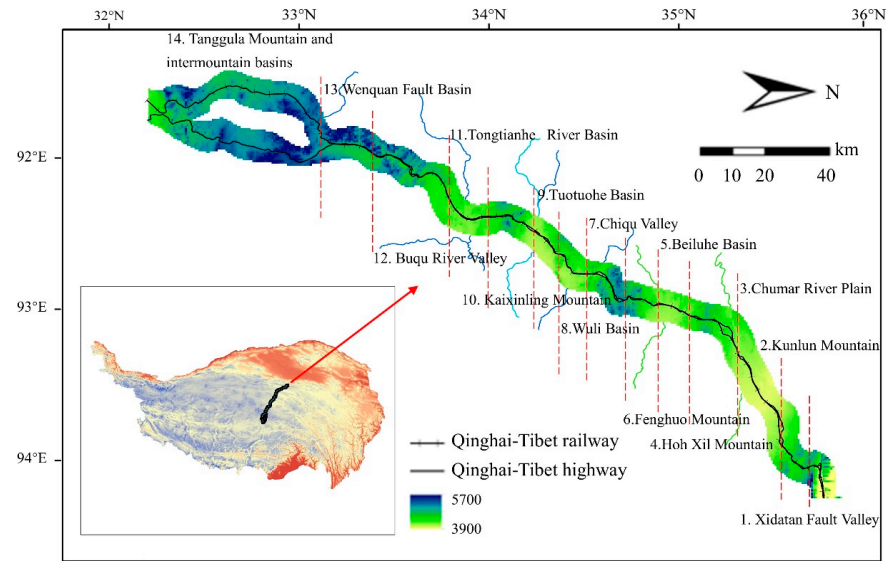 32°N 33°N 34°N 35°N 36°N
14. Tanggula Mountain and
intermountain basins
13.Wenquan Fault Basin
N
11.Tongtianhe River Basin
km
92°E
0 10 20 40
9.Tuotuohe Basin
7.Chiqu Valley
5.Beiluhe Basin
12. Buqu River Valley
3.Chumar River Plain
10. Kaixinling Mountain
93°E
8.Wuli Basin
2.Kunlun Mountain
6.Fenghuo Mountain
Qinghai-Tibet railway
4.Hoh Xil Mountain
94°E
Qinghai-Tibet highway
5700
3900
1. Xidatan Fault Valley